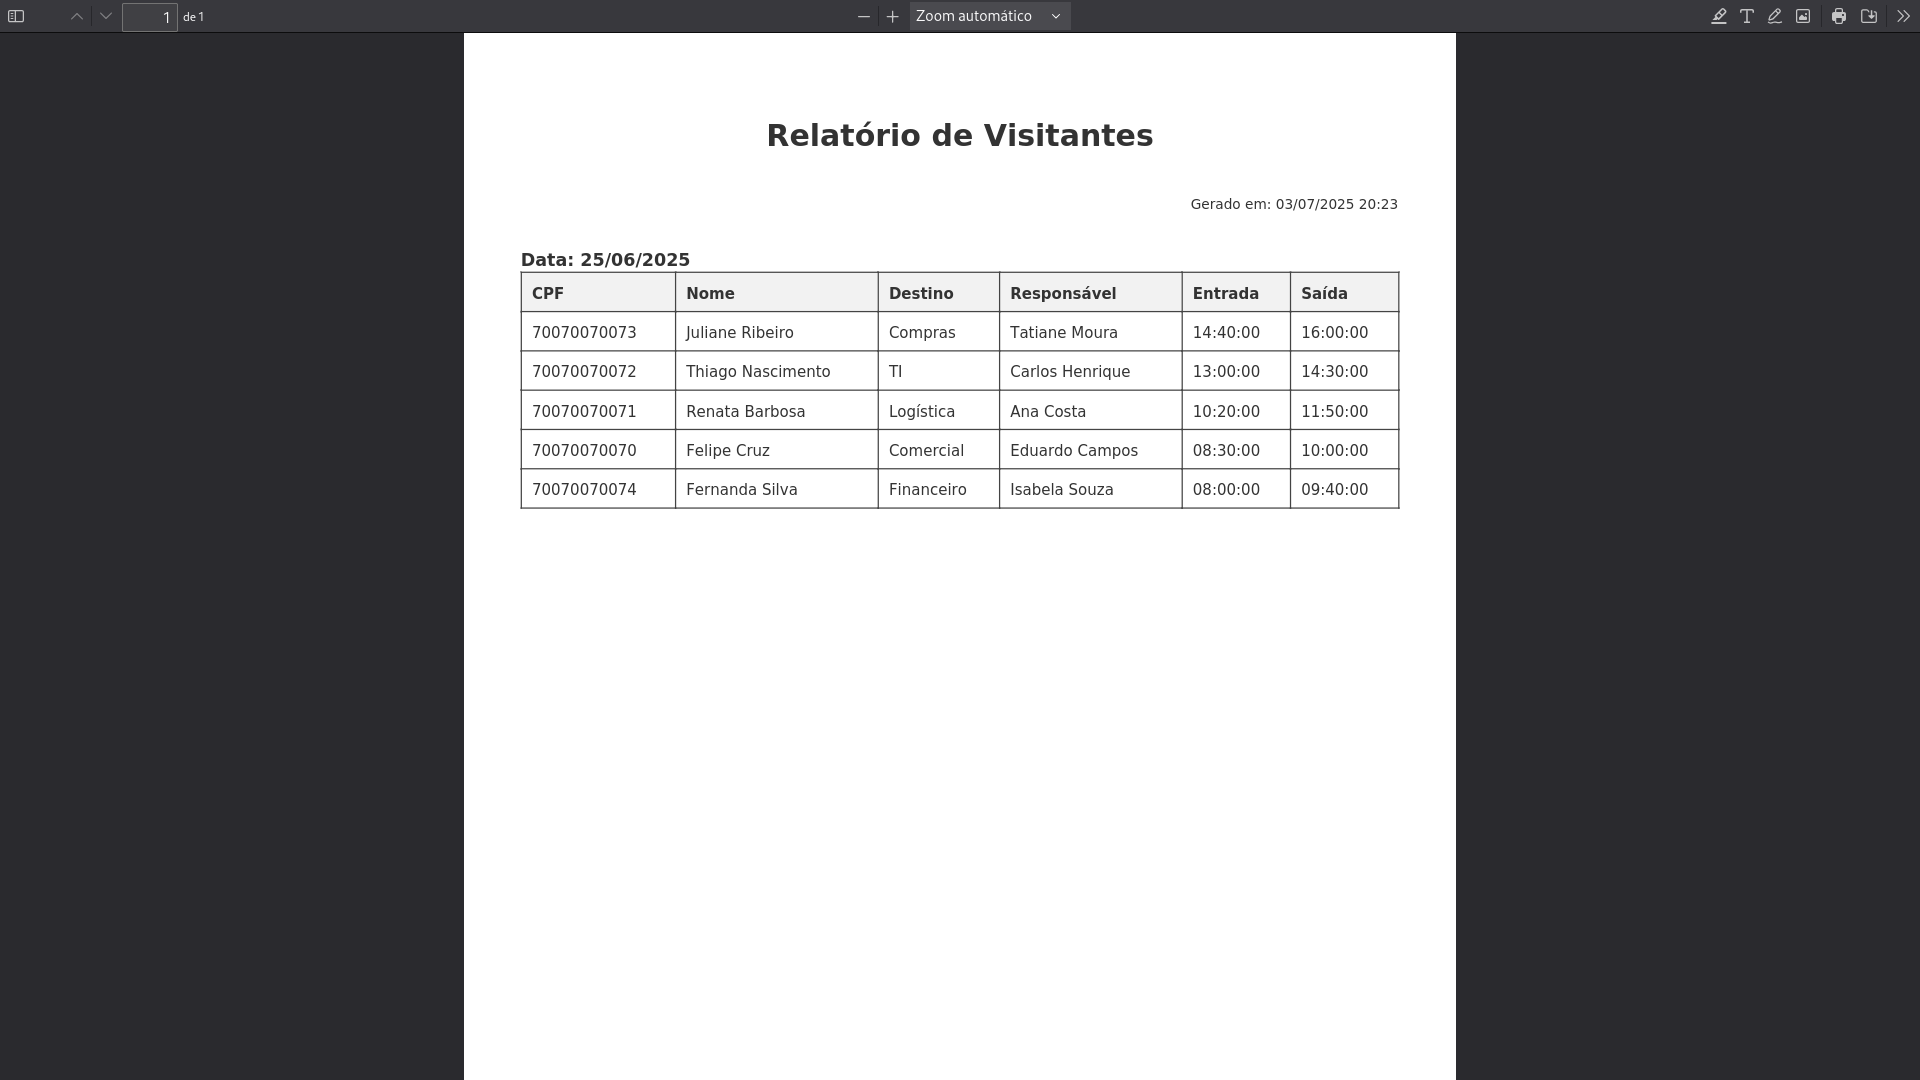 1 de 1 Zoom automático
Relatório de Visitantes
Gerado em: 03/07/2025 20:23
Data: 25/06/2025
CPF Nome Destino Responsável Entrada Saída
70070070073 Juliane Ribeiro Compras Tatiane Moura 14:40:00 16:00:00
70070070072 Thiago Nascimento TI Carlos Henrique 13:00:00 14:30:00
70070070071 Renata Barbosa Logística Ana Costa 10:20:00 11:50:00
70070070070 Felipe Cruz Comercial Eduardo Campos 08:30:00 10:00:00
70070070074 Fernanda Silva Financeiro Isabela Souza 08:00:00 09:40:00